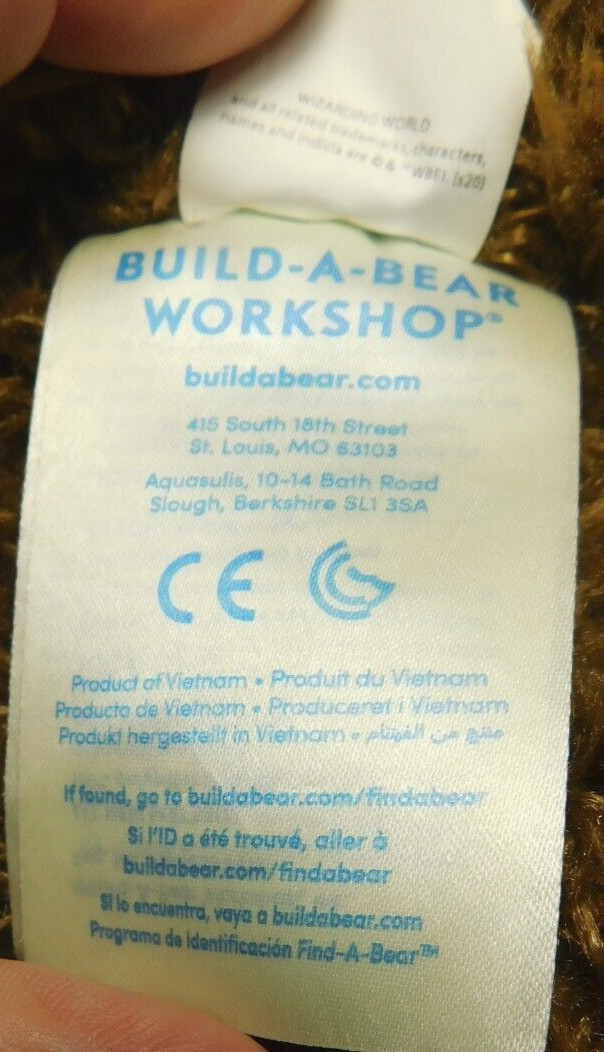 WIZARDING WORLD
and all related trademarks, characters,
names and indicia are © & ™WBEI. (s20)
BUILD-A-BEAR
WORKSHOP®
buildabear.com
415 South 18th Street
St. Louis, MO 63103
Aquasulis, 10-14 Bath Road
Slough, Berkshire SL1 3SA
CE
Product of Vietnam • Produit du Vietnam
Producto de Vietnam • Produceret i Vietnam
Produkt hergestellt in Vietnam • منتج من الفيتنام
If found, go to buildabear.com/findabear
Si l'ID a été trouvé, aller à
buildabear.com/findabear
Si lo encuentra, vaya a buildabear.com
Programa de Identificación Find-A-Bear™